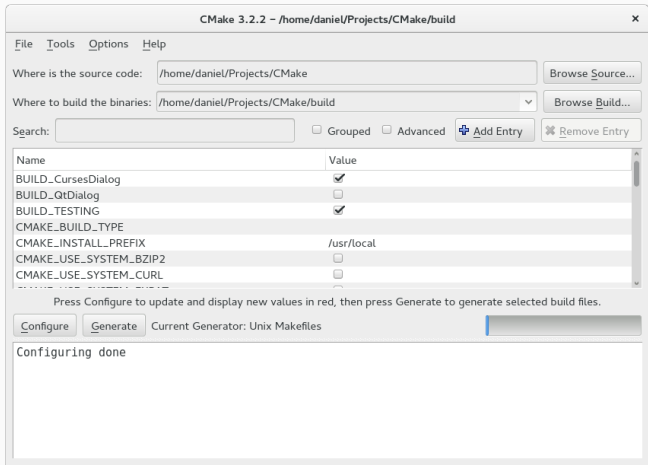 CMake 3.2.2 – /home/daniel/Projects/CMake/build
File Tools Options Help
Where is the source code: /home/daniel/Projects/CMake Browse Source...
Where to build the binaries: /home/daniel/Projects/CMake/build Browse Build...
Search: Grouped Advanced Add Entry Remove Entry
Name Value
BUILD_CursesDialog
BUILD_QtDialog
BUILD_TESTING
CMAKE_BUILD_TYPE
CMAKE_INSTALL_PREFIX /usr/local
CMAKE_USE_SYSTEM_BZIP2
CMAKE_USE_SYSTEM_CURL
Press Configure to update and display new values in red, then press Generate to generate selected build files.
Configure Generate Current Generator: Unix Makefiles
Configuring done